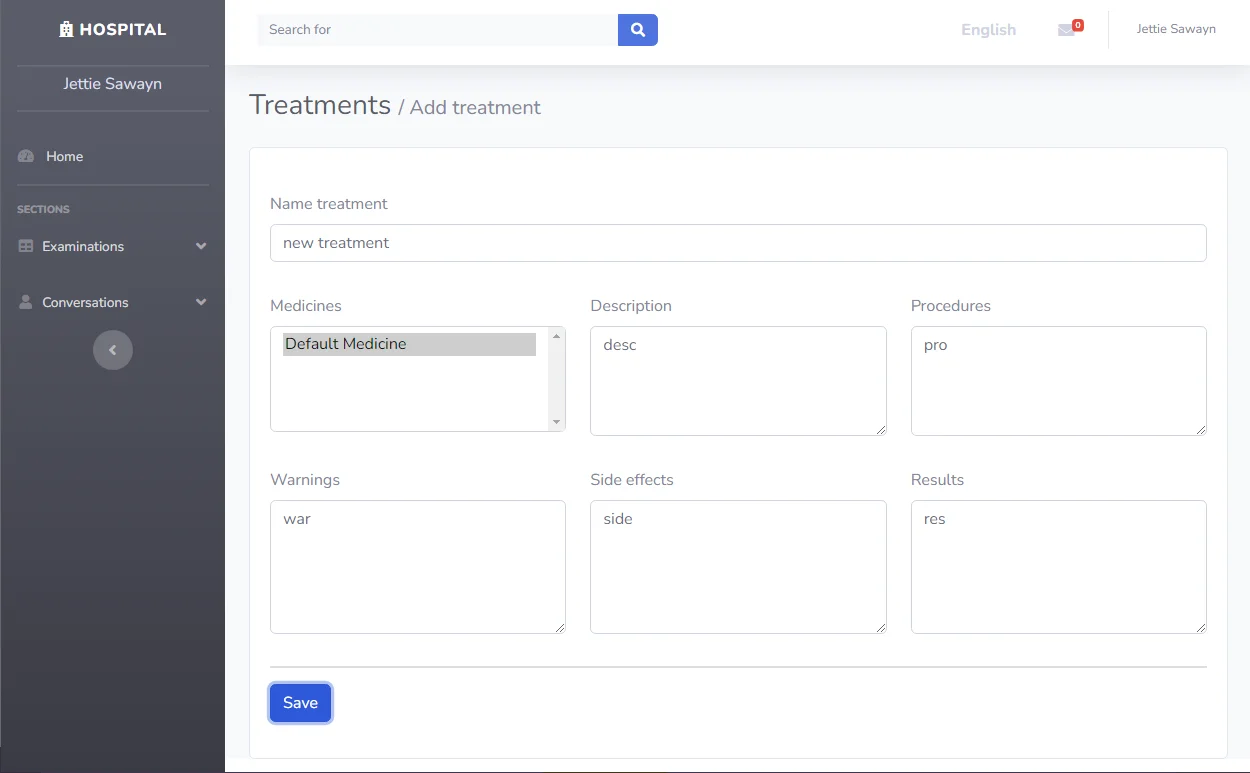 HOSPITAL
Jettie Sawayn
Home
SECTIONS
Examinations
Conversations
Search for
English
0
Jettie Sawayn
Treatments / Add treatment
Name treatment
new treatment
Medicines
Description
Procedures
Default Medicine
desc
pro
Warnings
Side effects
Results
war
side
res
Save